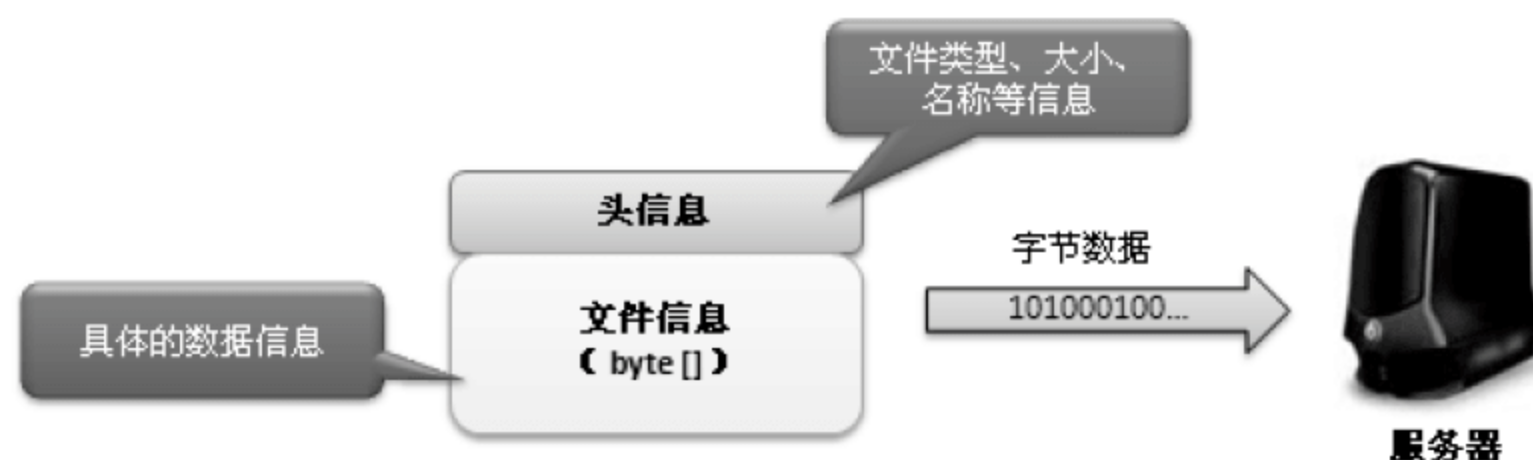 文件类型、大小、
名称等信息
头信息
字节数据
101000100...
具体的数据信息
文件信息
（ byte [] ）
服务器